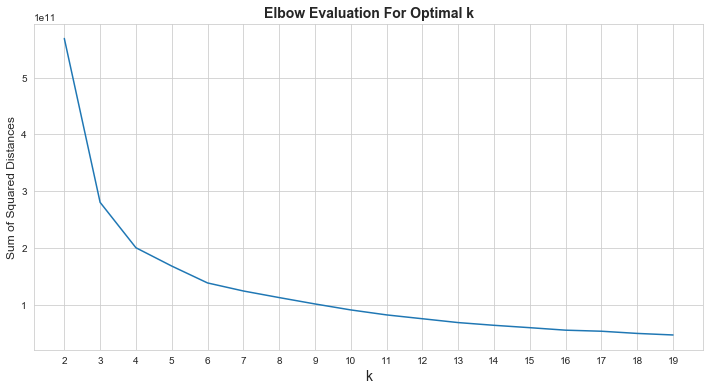 Elbow Evaluation For Optimal k
1e11
5
4
3
2
1
Sum of Squared Distances
2 3 4 5 6 7 8 9 10 11 12 13 14 15 16 17 18 19
k